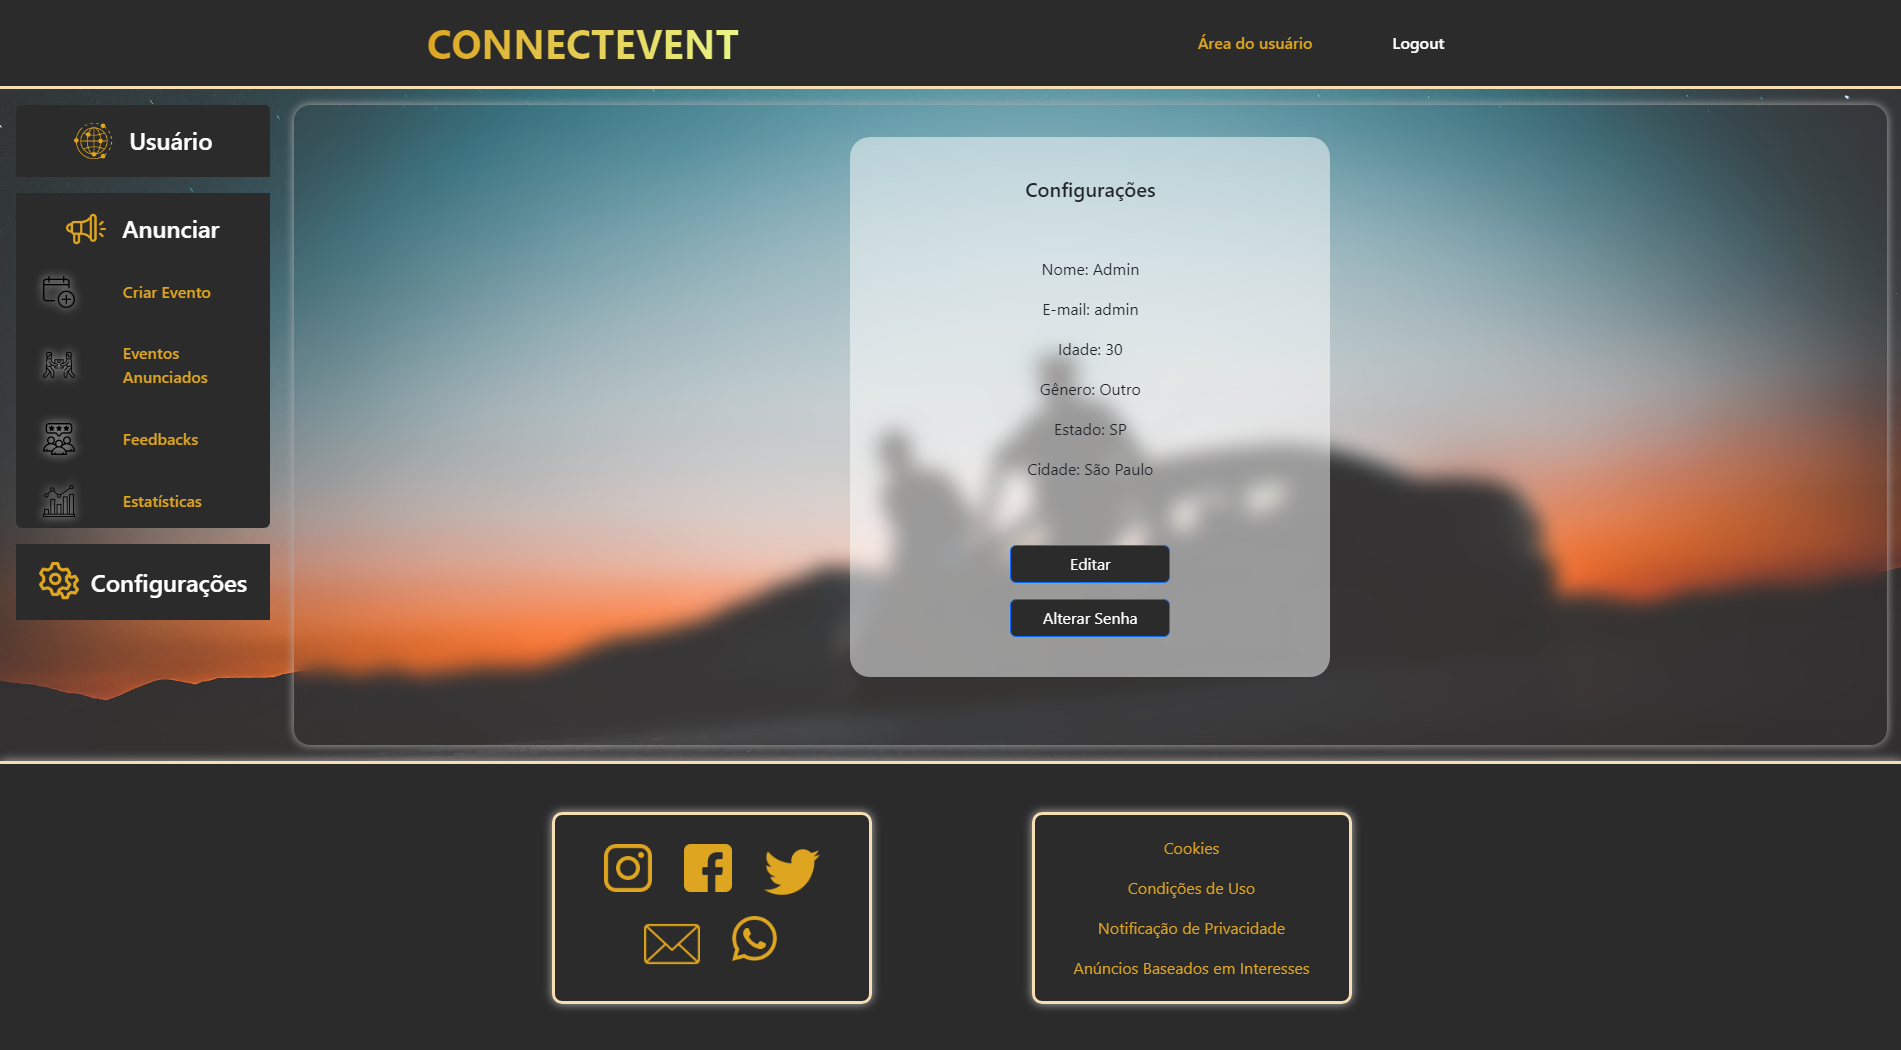 CONNECTEVENT
Área do usuário
Logout
Usuário
Anunciar
Criar Evento
Eventos
Anunciados
Feedbacks
Estatísticas
Configurações
Configurações
Nome: Admin
E-mail: admin
Idade: 30
Gênero: Outro
Estado: SP
Cidade: São Paulo
Editar
Alterar Senha
Cookies
Condições de Uso
Notificação de Privacidade
Anúncios Baseados em Interesses